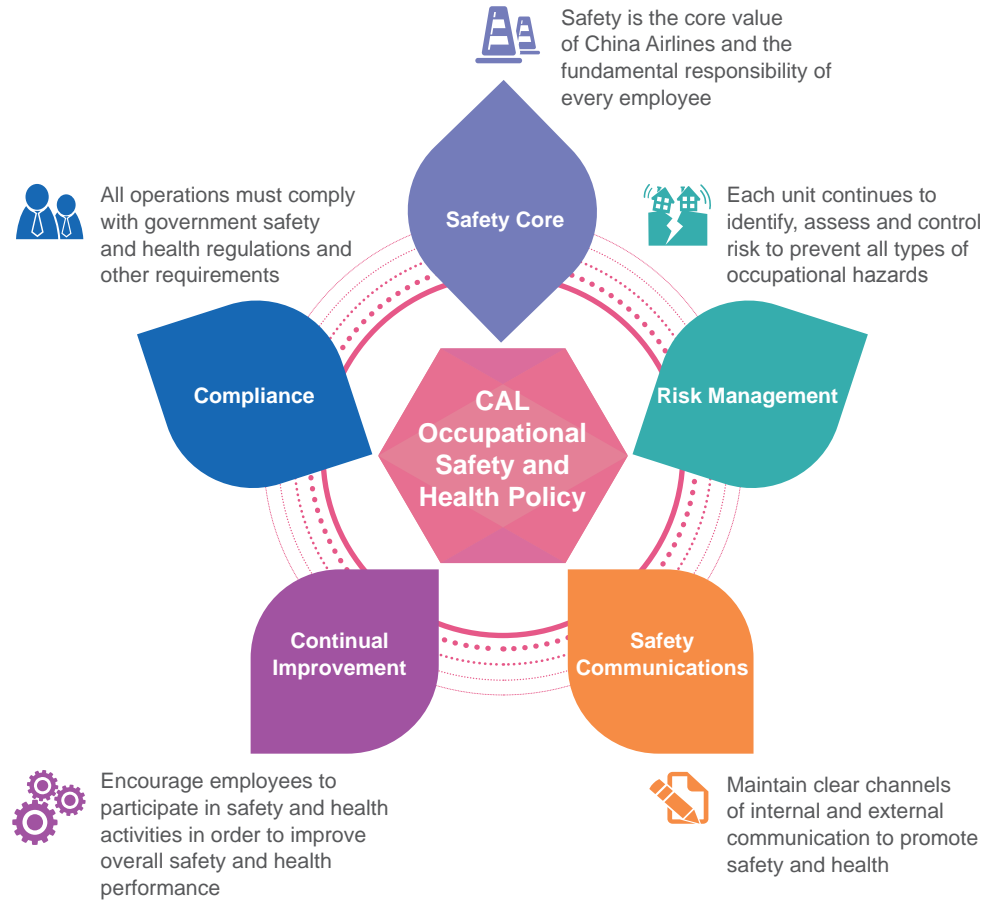 Safety is the core value
of China Airlines and the
fundamental responsibility of
every employee
Safety Core
All operations must comply
with government safety
and health regulations and
other requirements
Each unit continues to
identify, assess and control
risk to prevent all types of
occupational hazards
Compliance
CAL
Occupational
Safety and
Health Policy
Risk Management
Continual
Improvement
Safety
Communications
Encourage employees to
participate in safety and health
activities in order to improve
overall safety and health
performance
Maintain clear channels
of internal and external
communication to promote
safety and health